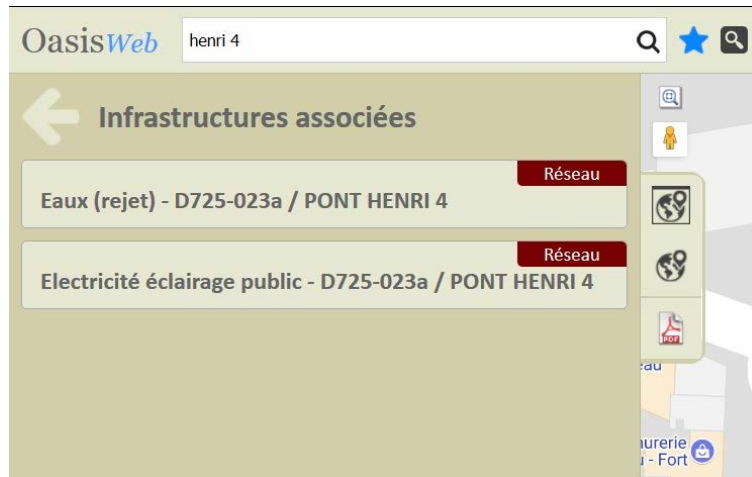 OasisWeb
henri 4
Infrastructures associées
Réseau
Eaux (rejet) - D725-023a / PONT HENRI 4
Réseau
Electricité éclairage public - D725-023a / PONT HENRI 4
PDF
eau
urerie
- Fort